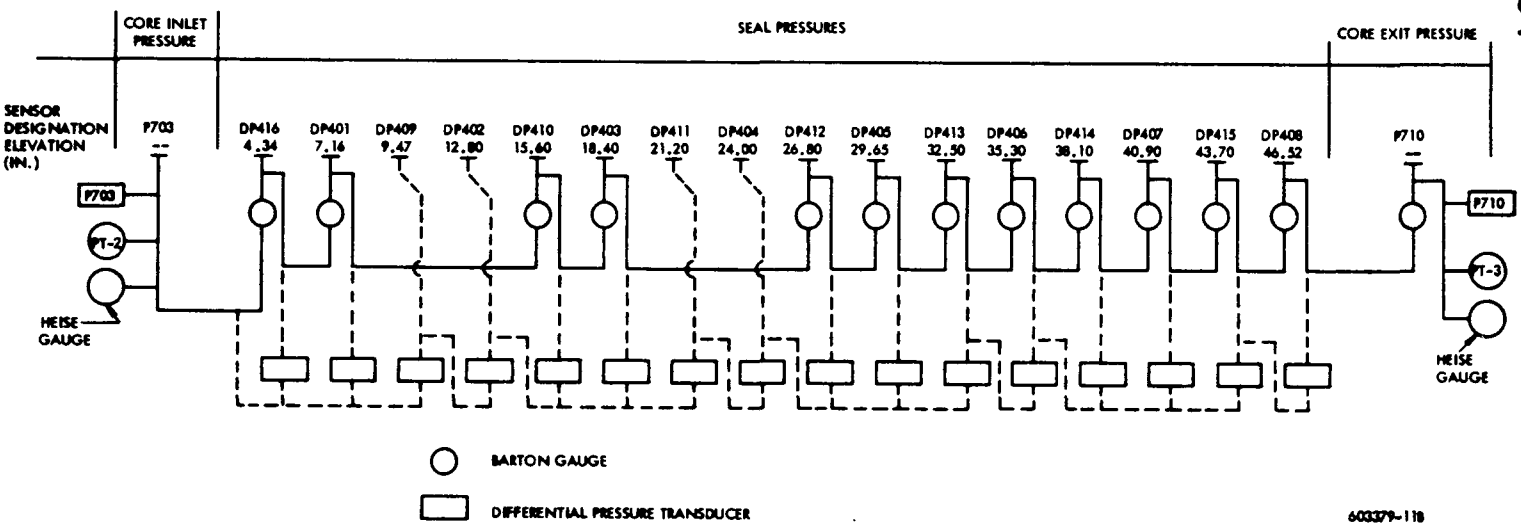 CORE INLET
PRESSURE
SEAL PRESSURES
CORE EXIT PRESSURE
SENSOR
DESIGNATION
ELEVATION
(IN.)
P703 DP416 DP401 DP409 DP402 DP410 DP403 DP411 DP404 DP412 DP405 DP413 DP406 DP414 DP407 DP415 DP408 P710
-- 4.34 7.16 9.47 12.80 15.60 18.40 21.20 24.00 26.80 29.65 32.50 35.30 38.10 40.90 43.70 46.52 --
P703
P710
PT-2
PT-3
HEISE
GAUGE
HEISE
GAUGE
BARTON GAUGE
DIFFERENTIAL PRESSURE TRANSDUCER
603379-11B